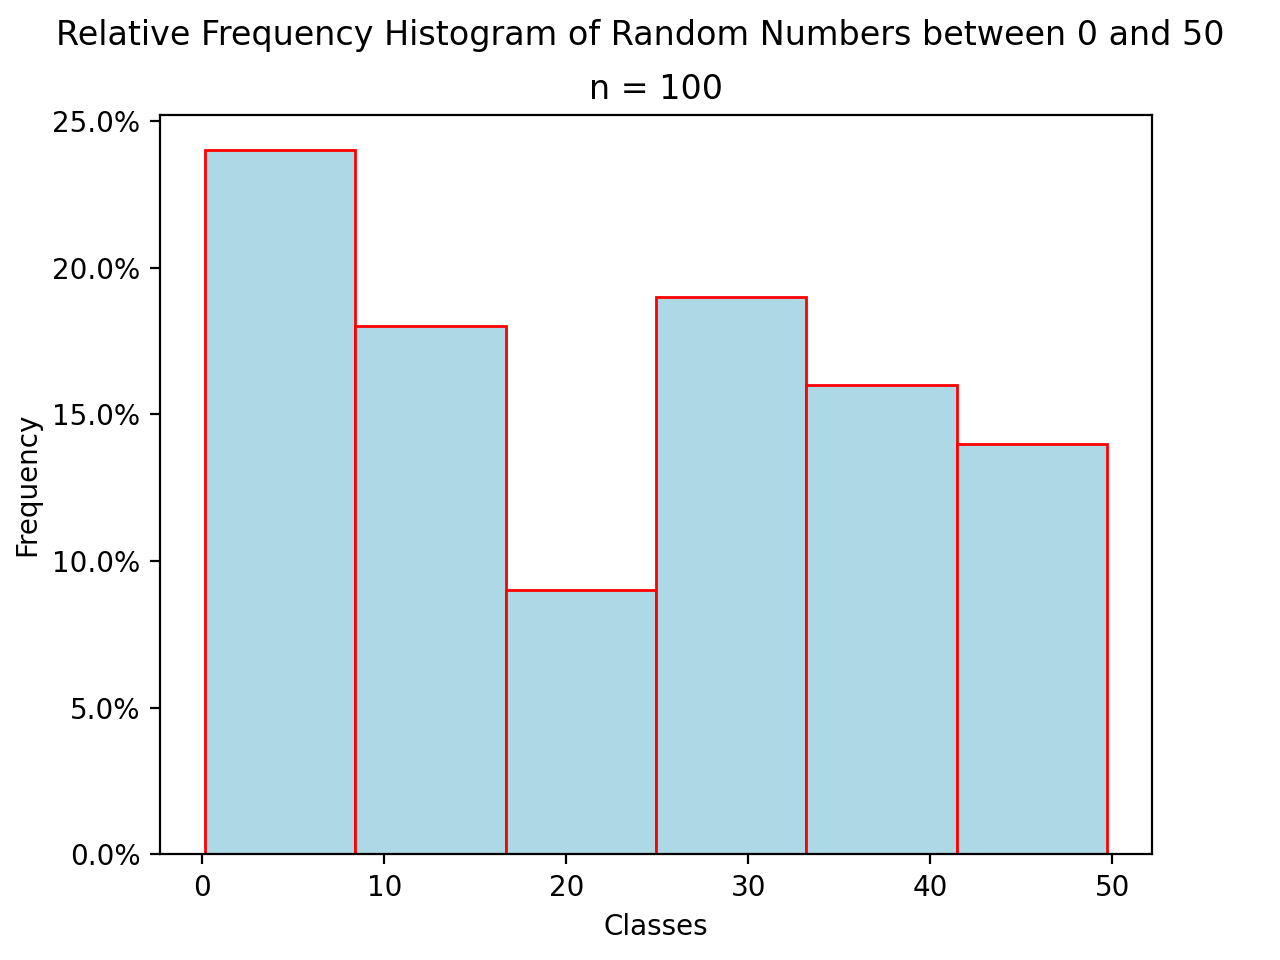 Relative Frequency Histogram of Random Numbers between 0 and 50
n = 100
25.0%
20.0%
15.0%
10.0%
5.0%
0.0%
Frequency
0 10 20 30 40 50
Classes